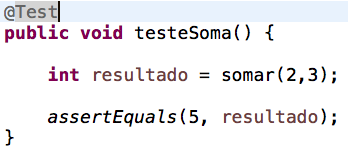 @Test
public void testeSoma() {
int resultado = somar(2,3);
assertEquals(5, resultado);
}